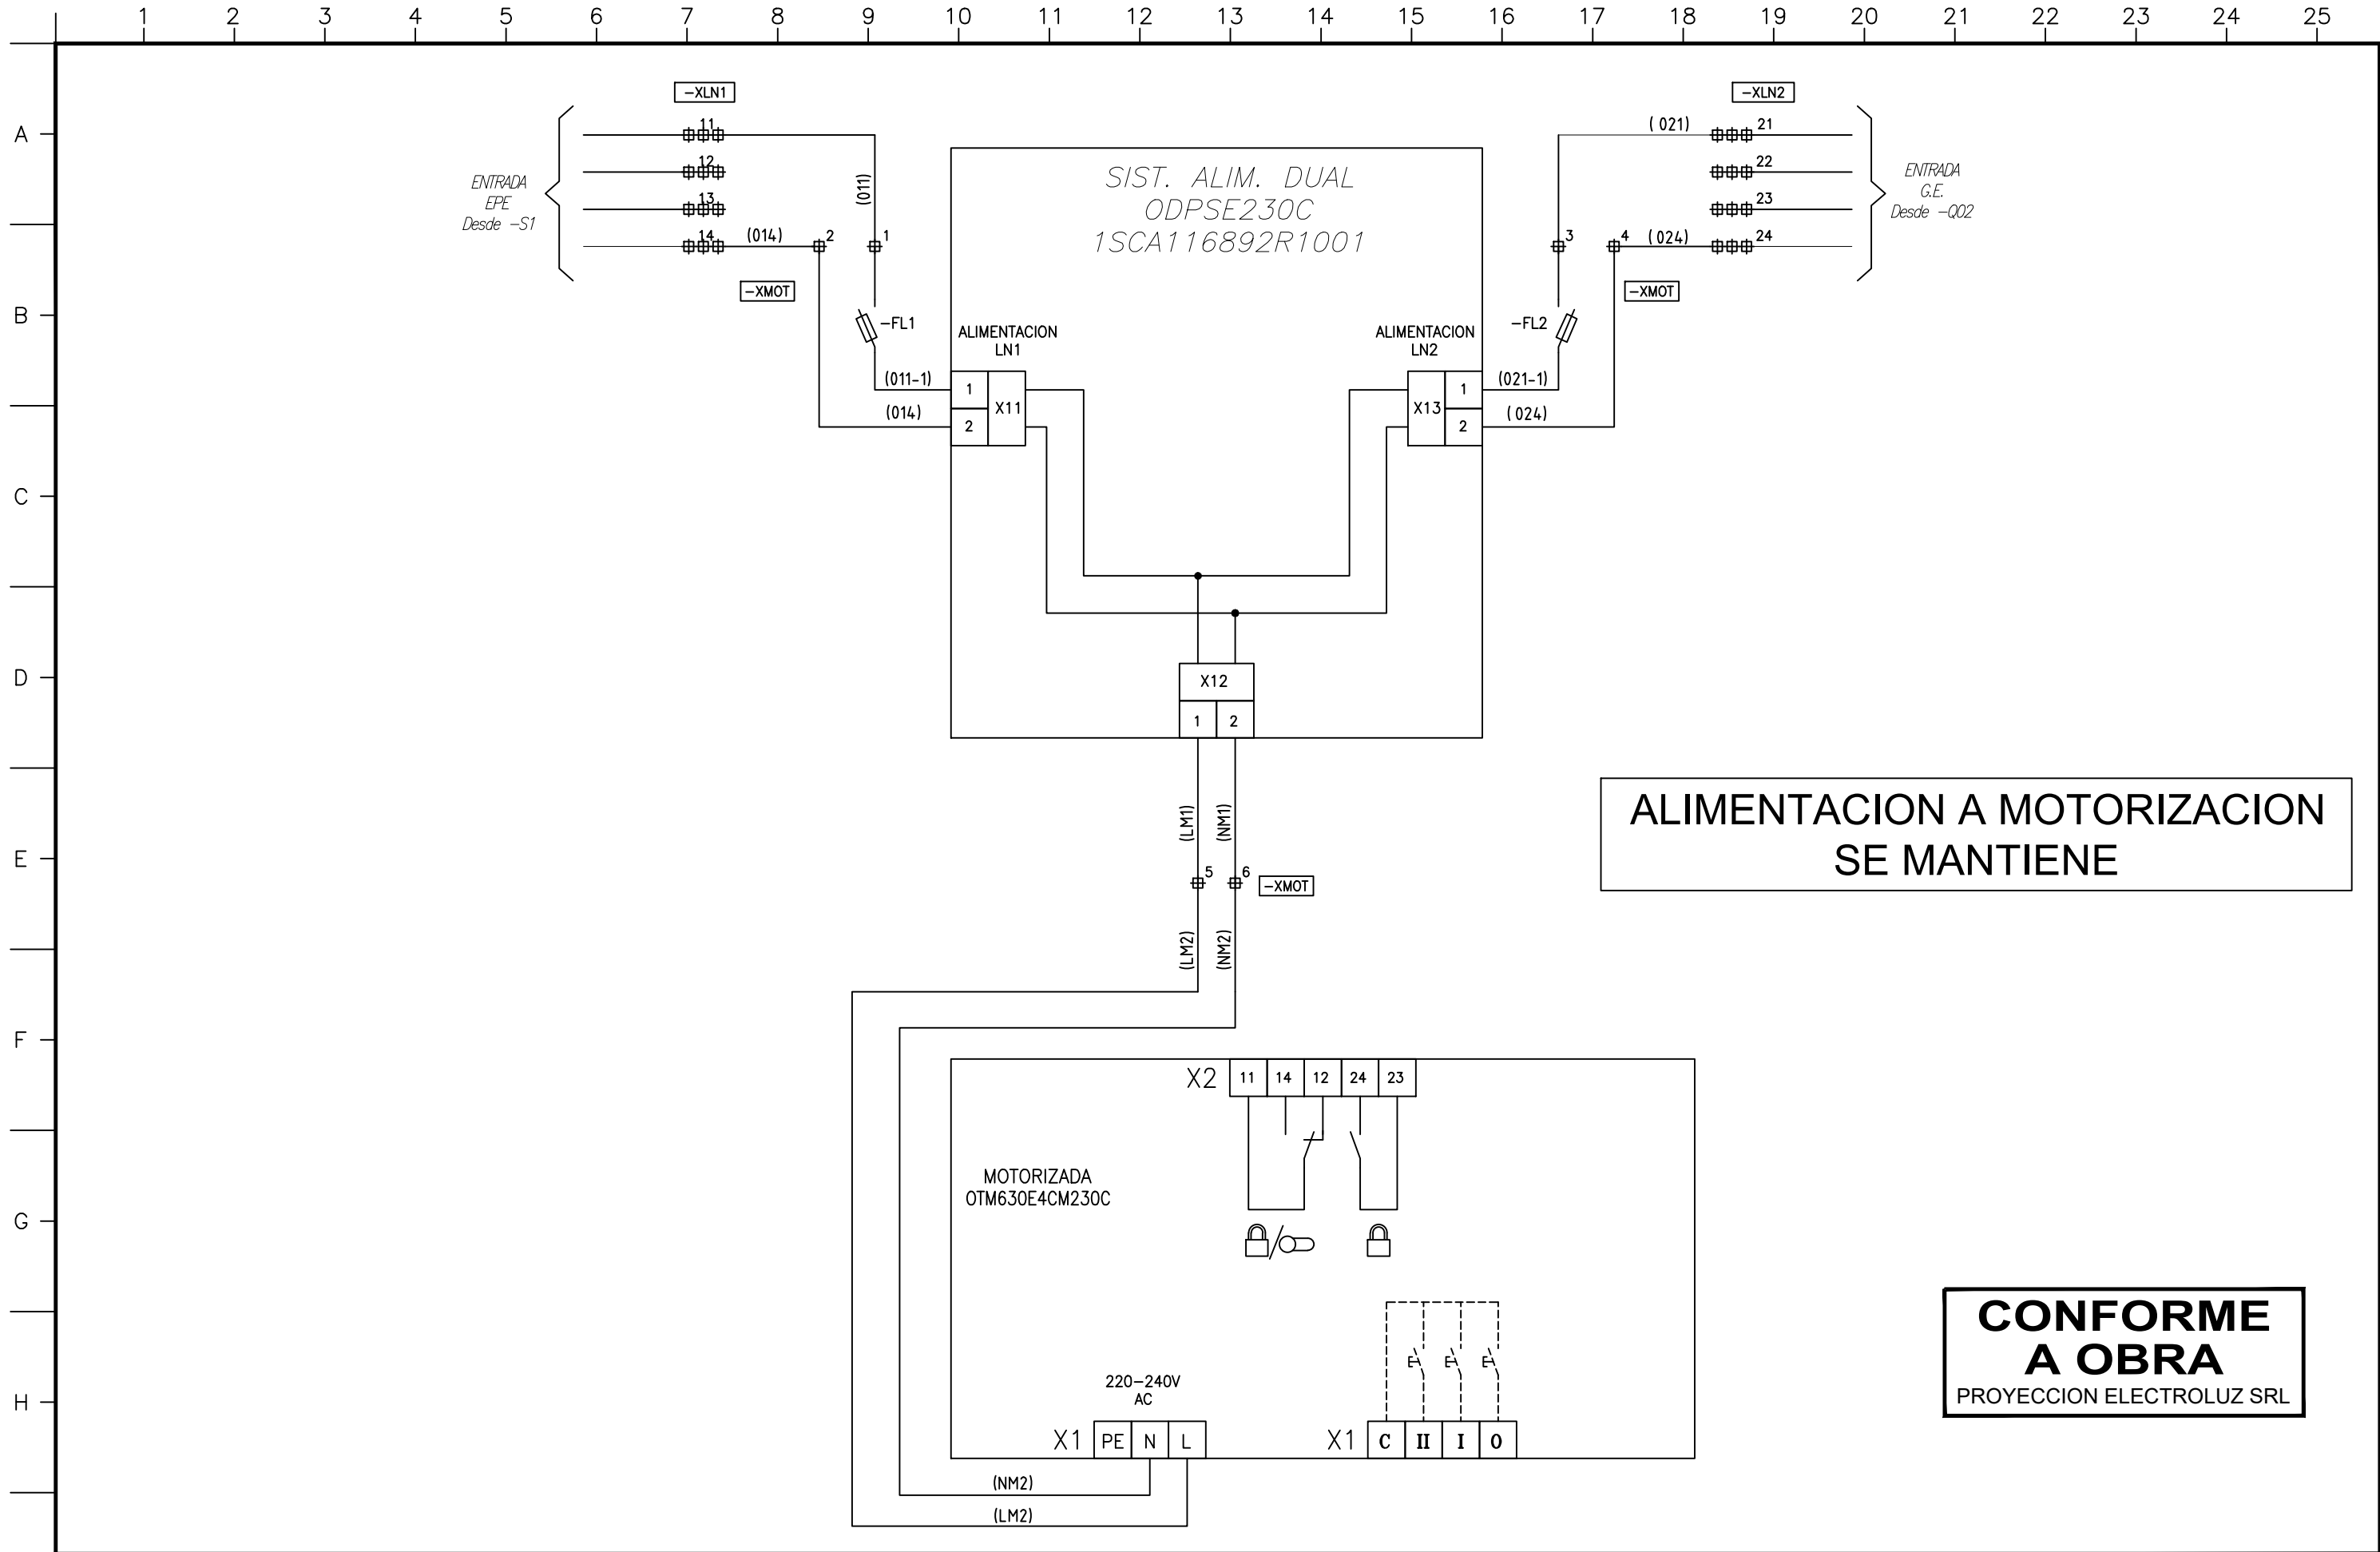 1 2 3 4 5 6 7 8 9 10 11 12 13 14 15 16 17 18 19 20 21 22 23 24 25
A
B
C
D
E
F
G
H
-XLN1
11
12
13
14
ENTRADA
EPE
Desde -S1
(014)
2
1
(011)
-XMOT
-FL1
(011-1)
(014)
SIST. ALIM. DUAL
ODPSE230C
1SCA116892R1001
ALIMENTACION
LN1
1
2
X11
ALIMENTACION
LN2
X13
1
2
-XLN2
(021)
21
22
23
24
ENTRADA
G.E.
Desde -Q02
3
4
(024)
-XMOT
-FL2
(021-1)
(024)
X12
1 2
(LM1)
(NM1)
5
6
-XMOT
(LM2)
(NM2)
ALIMENTACION A MOTORIZACION
SE MANTIENE
X2 11 14 12 24 23
MOTORIZADA
OTM630E4CM230C
220-240V
AC
X1 PE N L
X1 C II I O
(NM2)
(LM2)
CONFORME
A OBRA
PROYECCION ELECTROLUZ SRL